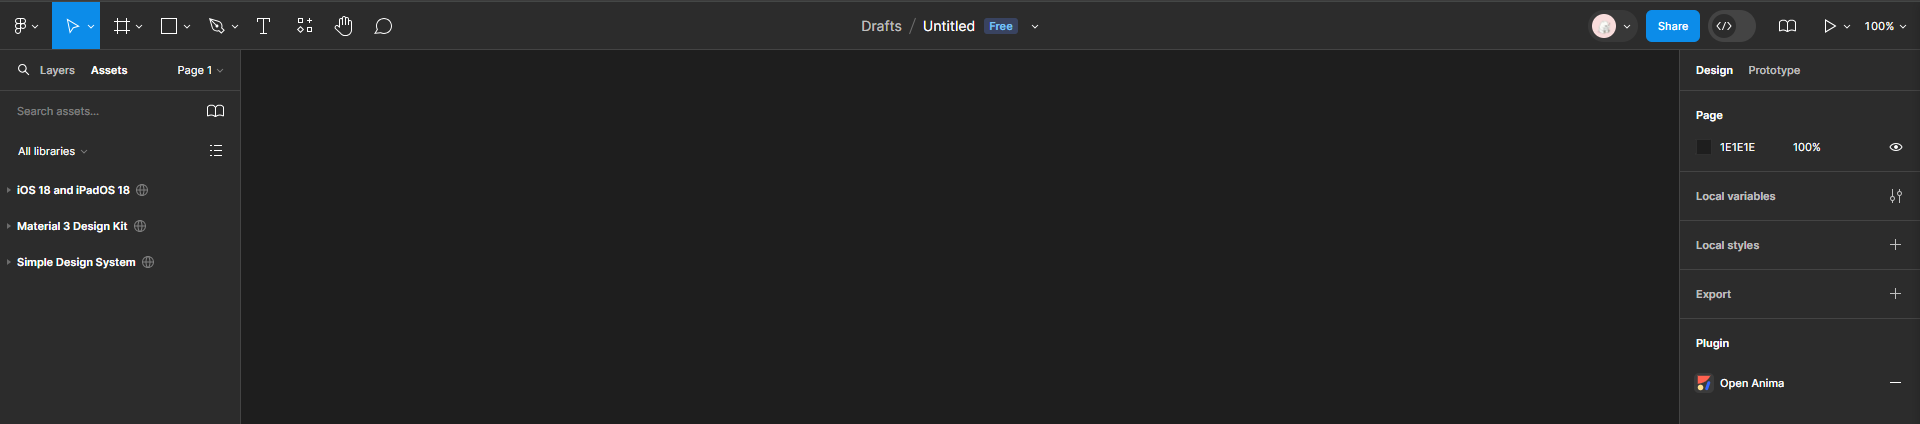 Drafts / Untitled Free
Share
100%
Layers Assets Page 1
Search assets...
All libraries
iOS 18 and iPadOS 18
Material 3 Design Kit
Simple Design System
Design Prototype
Page
1E1E1E 100%
Local variables
Local styles
Export
Plugin
Open Anima